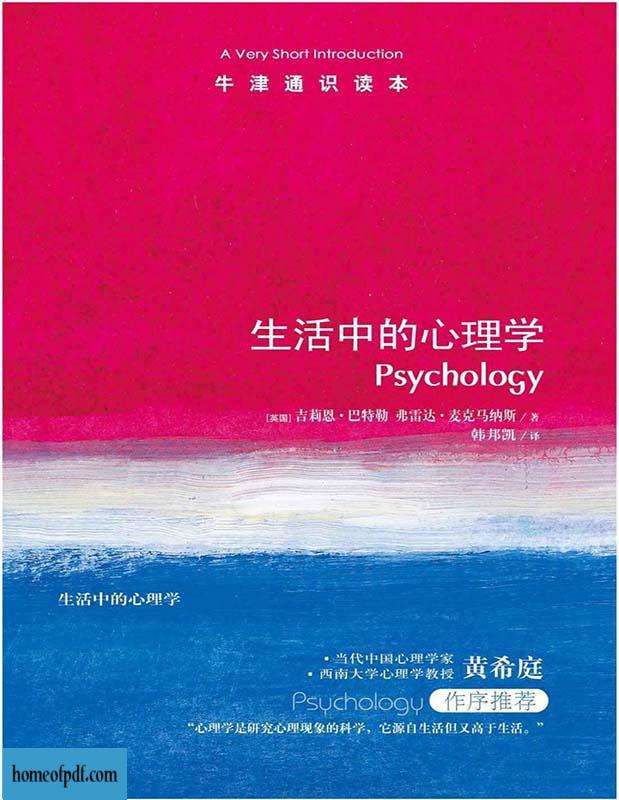 A Very Short Introduction
牛津通识读本
生活中的心理学
Psychology
[英国] 吉莉恩·巴特勒 弗雷达·麦克马纳斯 / 著
韩邦凯 / 译
生活中的心理学
·当代中国心理学家
·西南大学心理学教授 黄希庭
Psychology 作序推荐
“心理学是研究心理现象的科学，它源自生活但又高于生活。”
homeofpdf.com